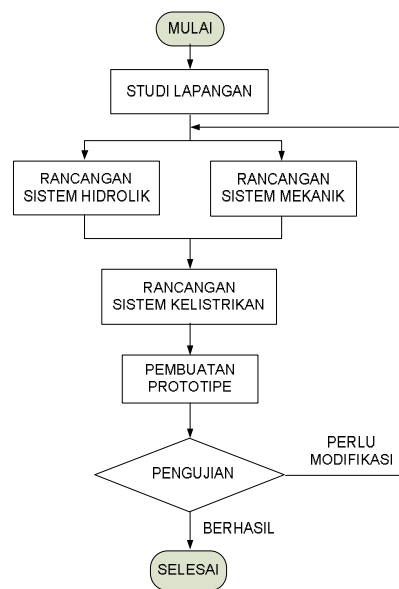 MULAI
STUDI LAPANGAN
RANCANGAN
SISTEM HIDROLIK
RANCANGAN
SISTEM MEKANIK
RANCANGAN
SISTEM KELISTRIKAN
PEMBUATAN
PROTOTIPE
PENGUJIAN
PERLU
MODIFIKASI
BERHASIL
SELESAI